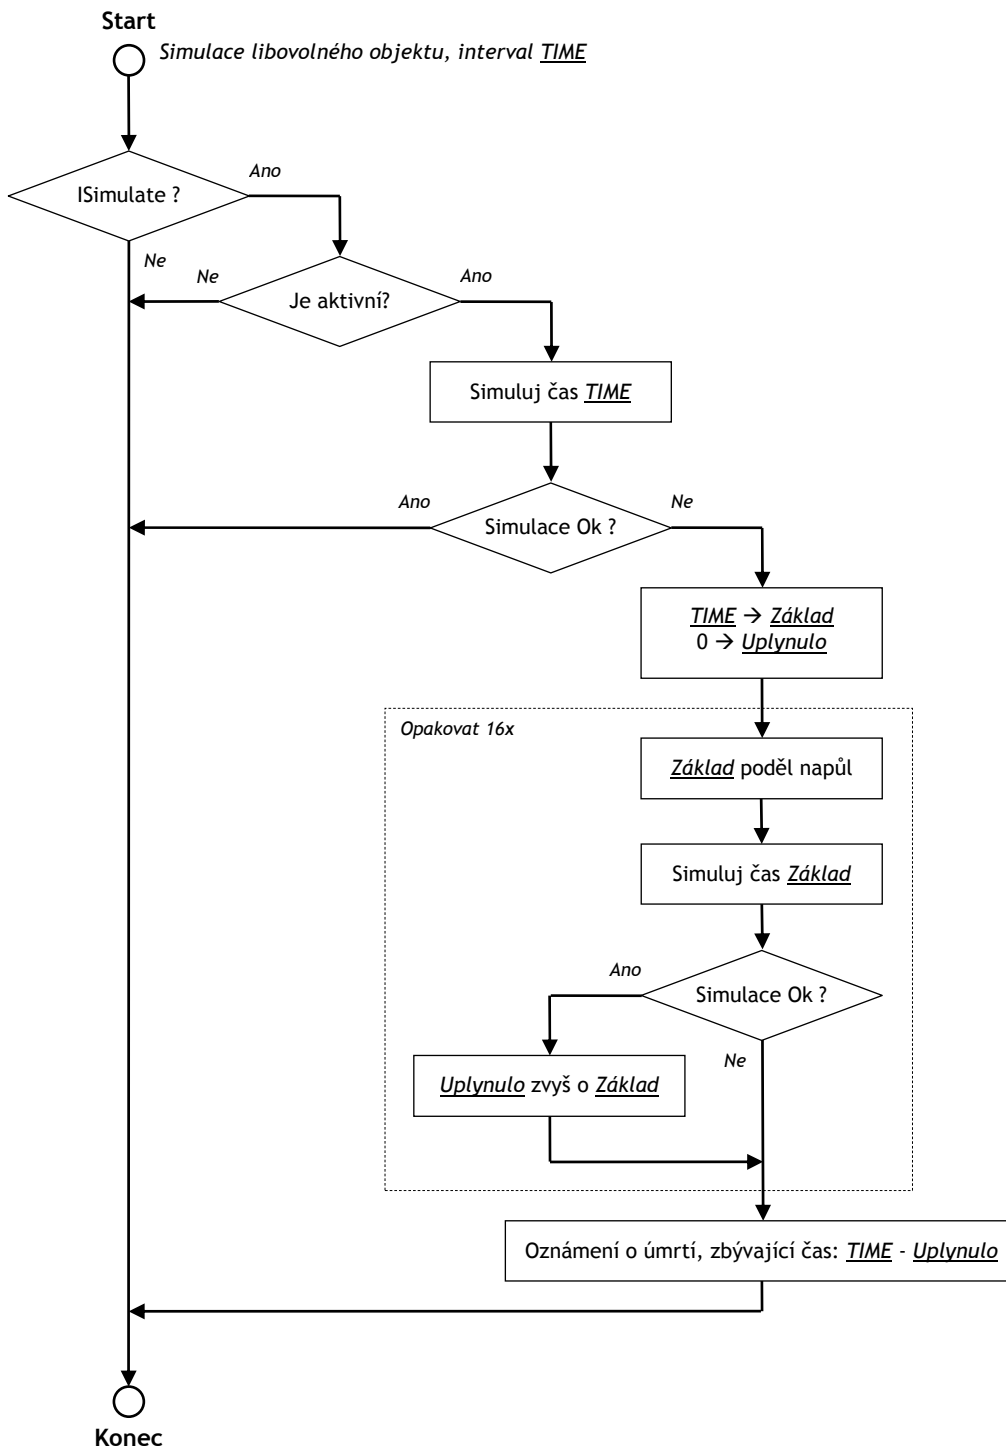 Start
Simulace libovolného objektu, interval TIME
ISimulate ?
Ano
Ne
Ne
Je aktivní?
Ano
Simuluj čas TIME
Ano
Simulace Ok ?
Ne
TIME → Základ
0 → Uplynulo
Opakovat 16x
Základ poděl napůl
Simuluj čas Základ
Ano
Simulace Ok ?
Ne
Uplynulo zvyš o Základ
Oznámení o úmrtí, zbývající čas: TIME - Uplynulo
Konec